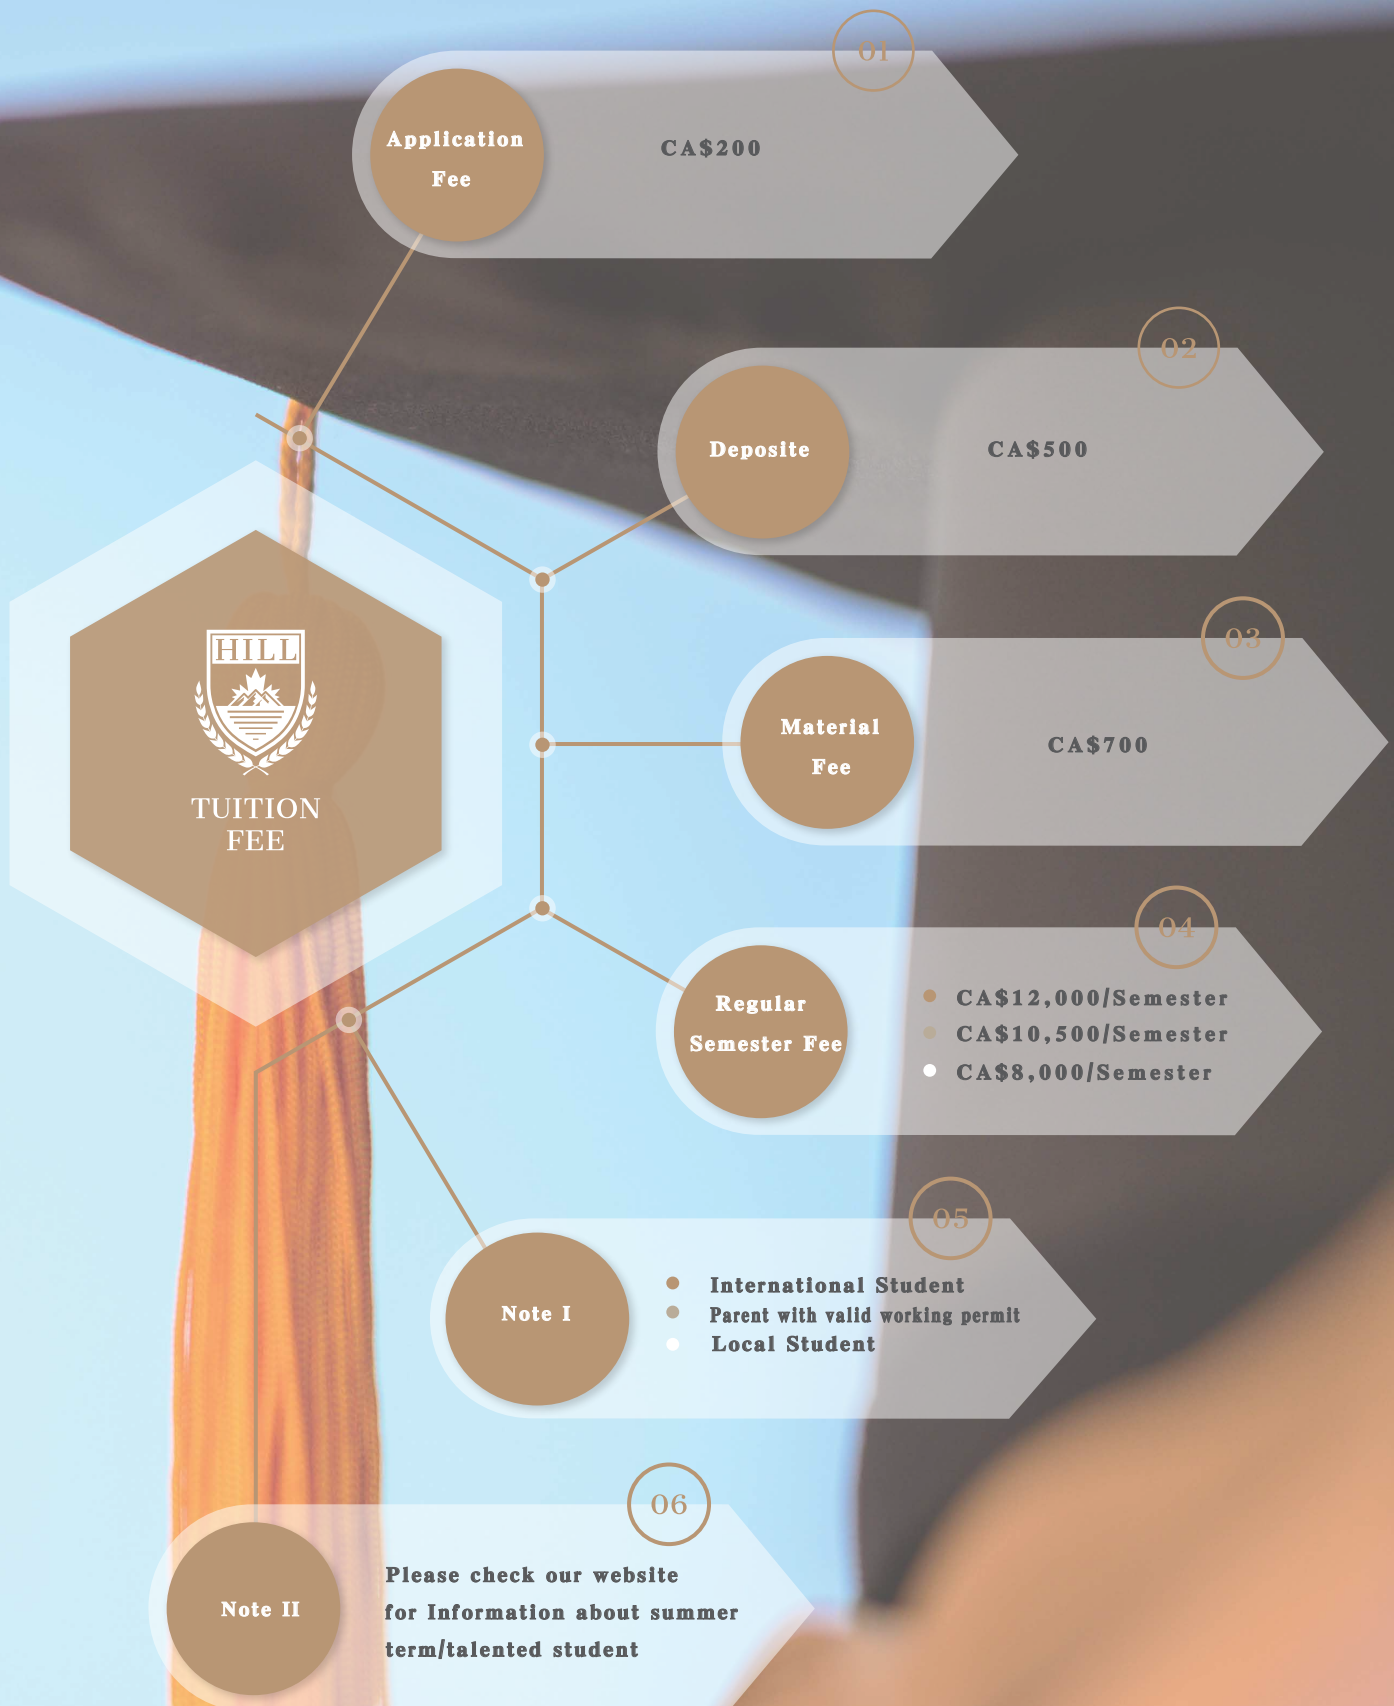 01
Application
Fee
CA$200
02
Deposite
CA$500
03
Material
Fee
CA$700
HILL
TUITION
FEE
04
Regular
Semester Fee
CA$12,000/Semester
CA$10,500/Semester
CA$8,000/Semester
05
Note I
International Student
Parent with valid working permit
Local Student
06
Note II
Please check our website
for Information about summer
term/talented student